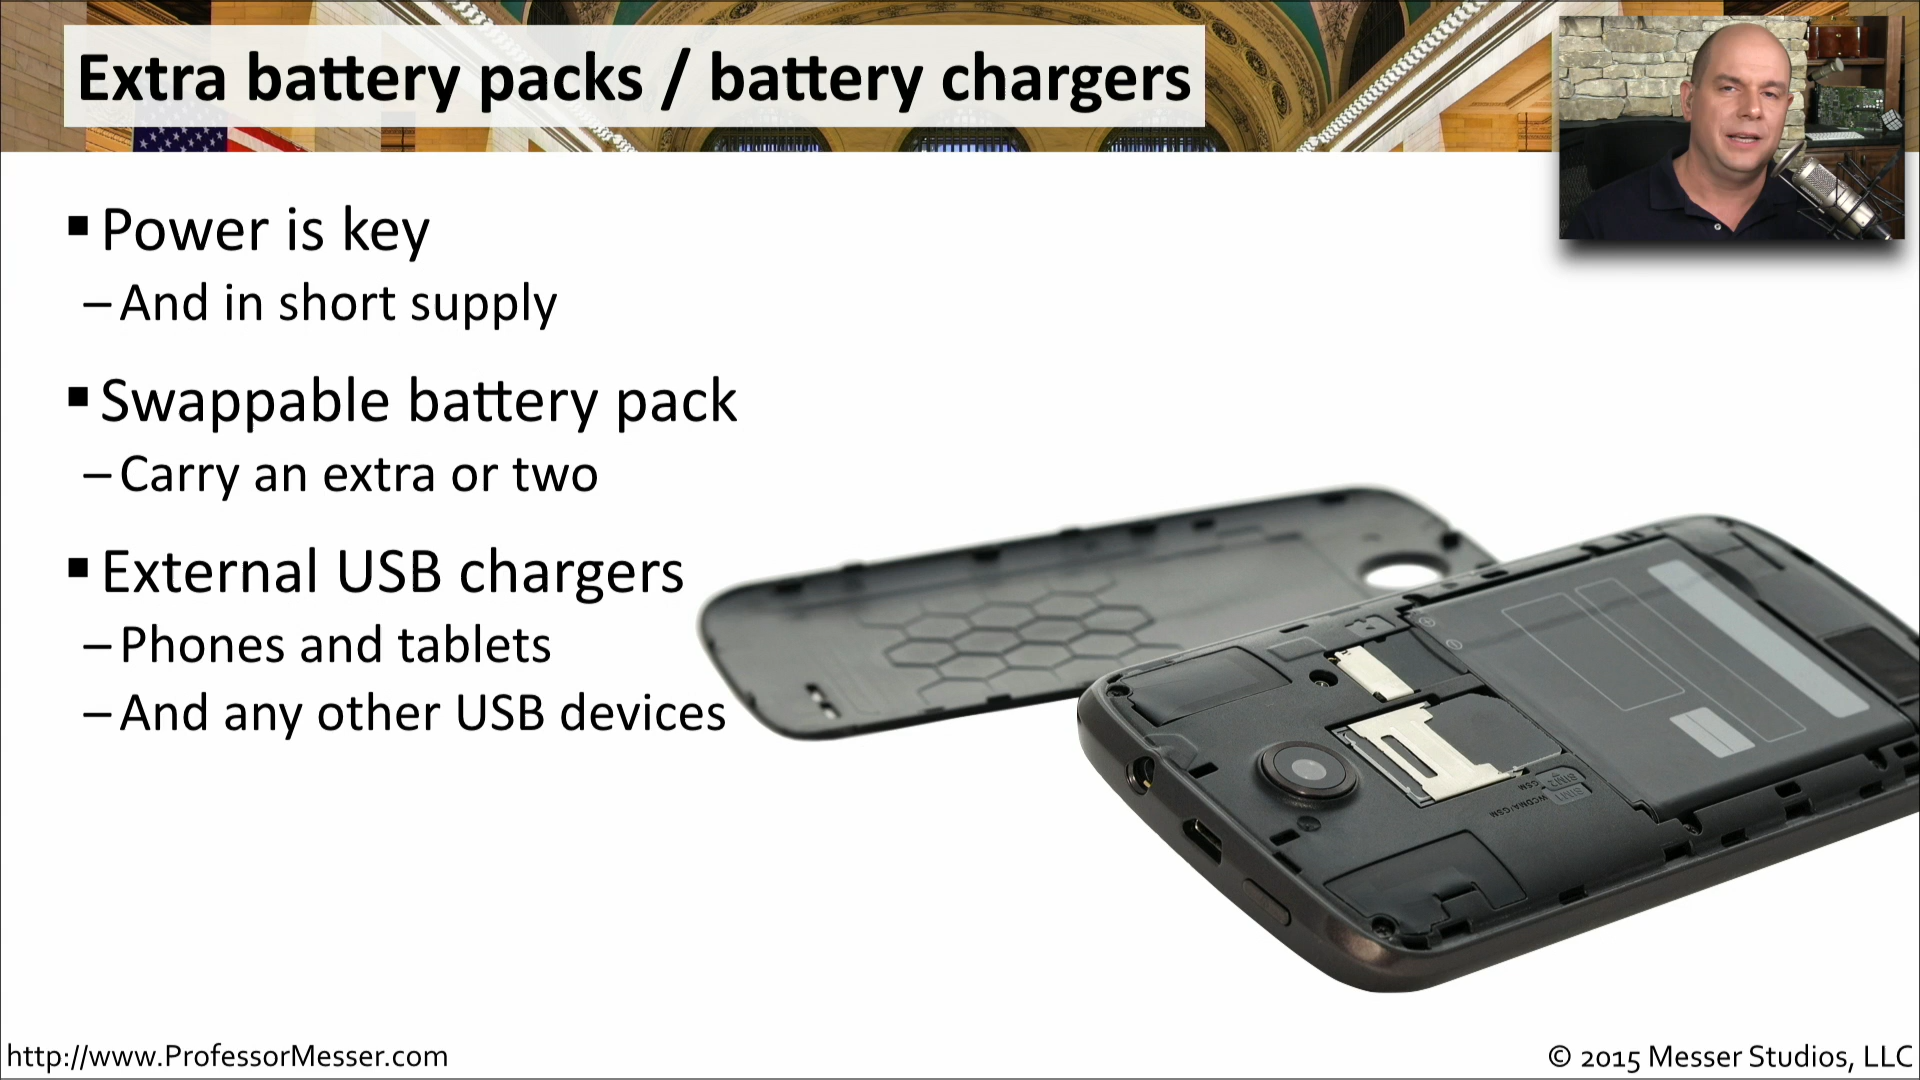 Extra battery packs / battery chargers
▪ Power is key
– And in short supply
▪ Swappable battery pack
– Carry an extra or two
▪ External USB chargers
– Phones and tablets
– And any other USB devices
http://www.ProfessorMesser.com
© 2015 Messer Studios, LLC